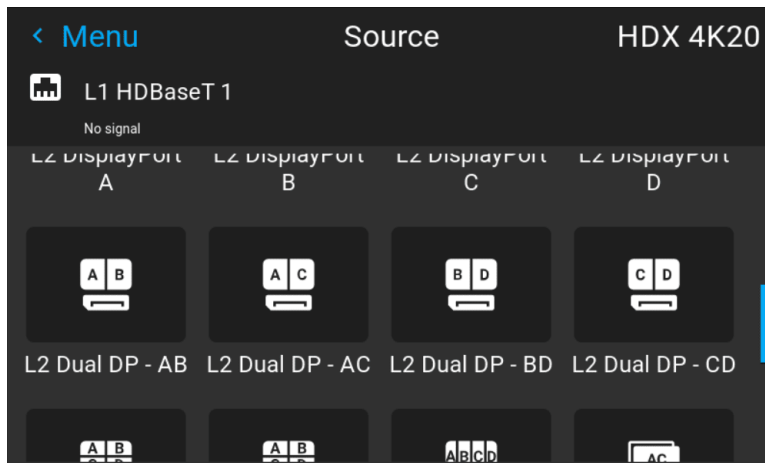 Menu
Source
HDX 4K20
L1 HDBaseT 1
No signal
L2 DisplayPort A
L2 DisplayPort B
L2 DisplayPort C
L2 DisplayPort D
A B
A C
B D
C D
L2 Dual DP - AB
L2 Dual DP - AC
L2 Dual DP - BD
L2 Dual DP - CD
A B
C D
A B
C D
A B C D
AC